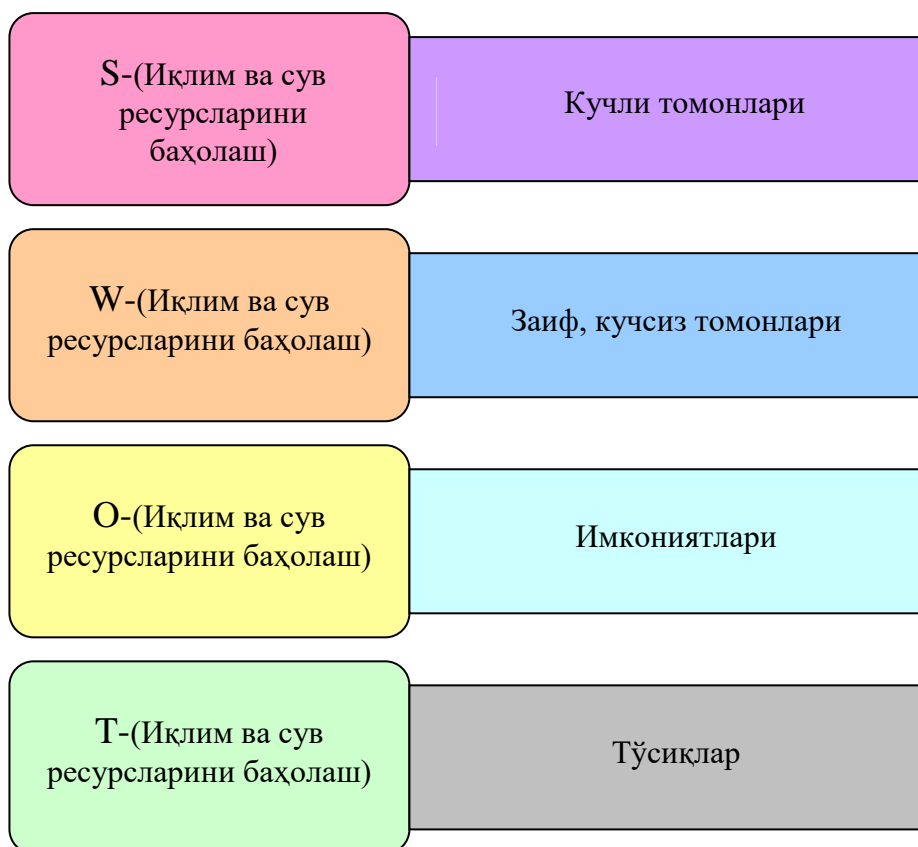 S-(Иқлим ва сув
ресурсларини
баҳолаш)
Кучли томонлари
W-(Иқлим ва сув
ресурсларини баҳолаш)
Заиф, кучсиз томонлари
O-(Иқлим ва сув
ресурсларини баҳолаш)
Имкониятлари
T-(Иқлим ва сув
ресурсларини баҳолаш)
Тўсиқлар